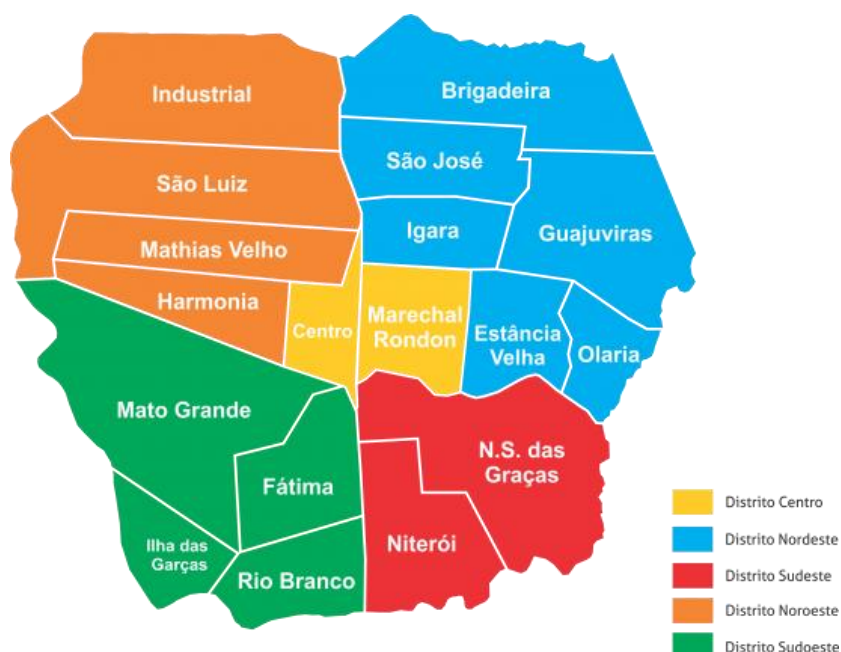 Industrial
Brigadeira
São José
São Luiz
Igara
Guajuviras
Mathias Velho
Harmonia
Centro
Marechal
Rondon
Estância
Velha
Olaria
Mato Grande
N.S. das
Graças
Fátima
Niterói
Ilha das
Garças
Rio Branco
Distrito Centro
Distrito Nordeste
Distrito Sudeste
Distrito Noroeste
Distrito Sudoeste